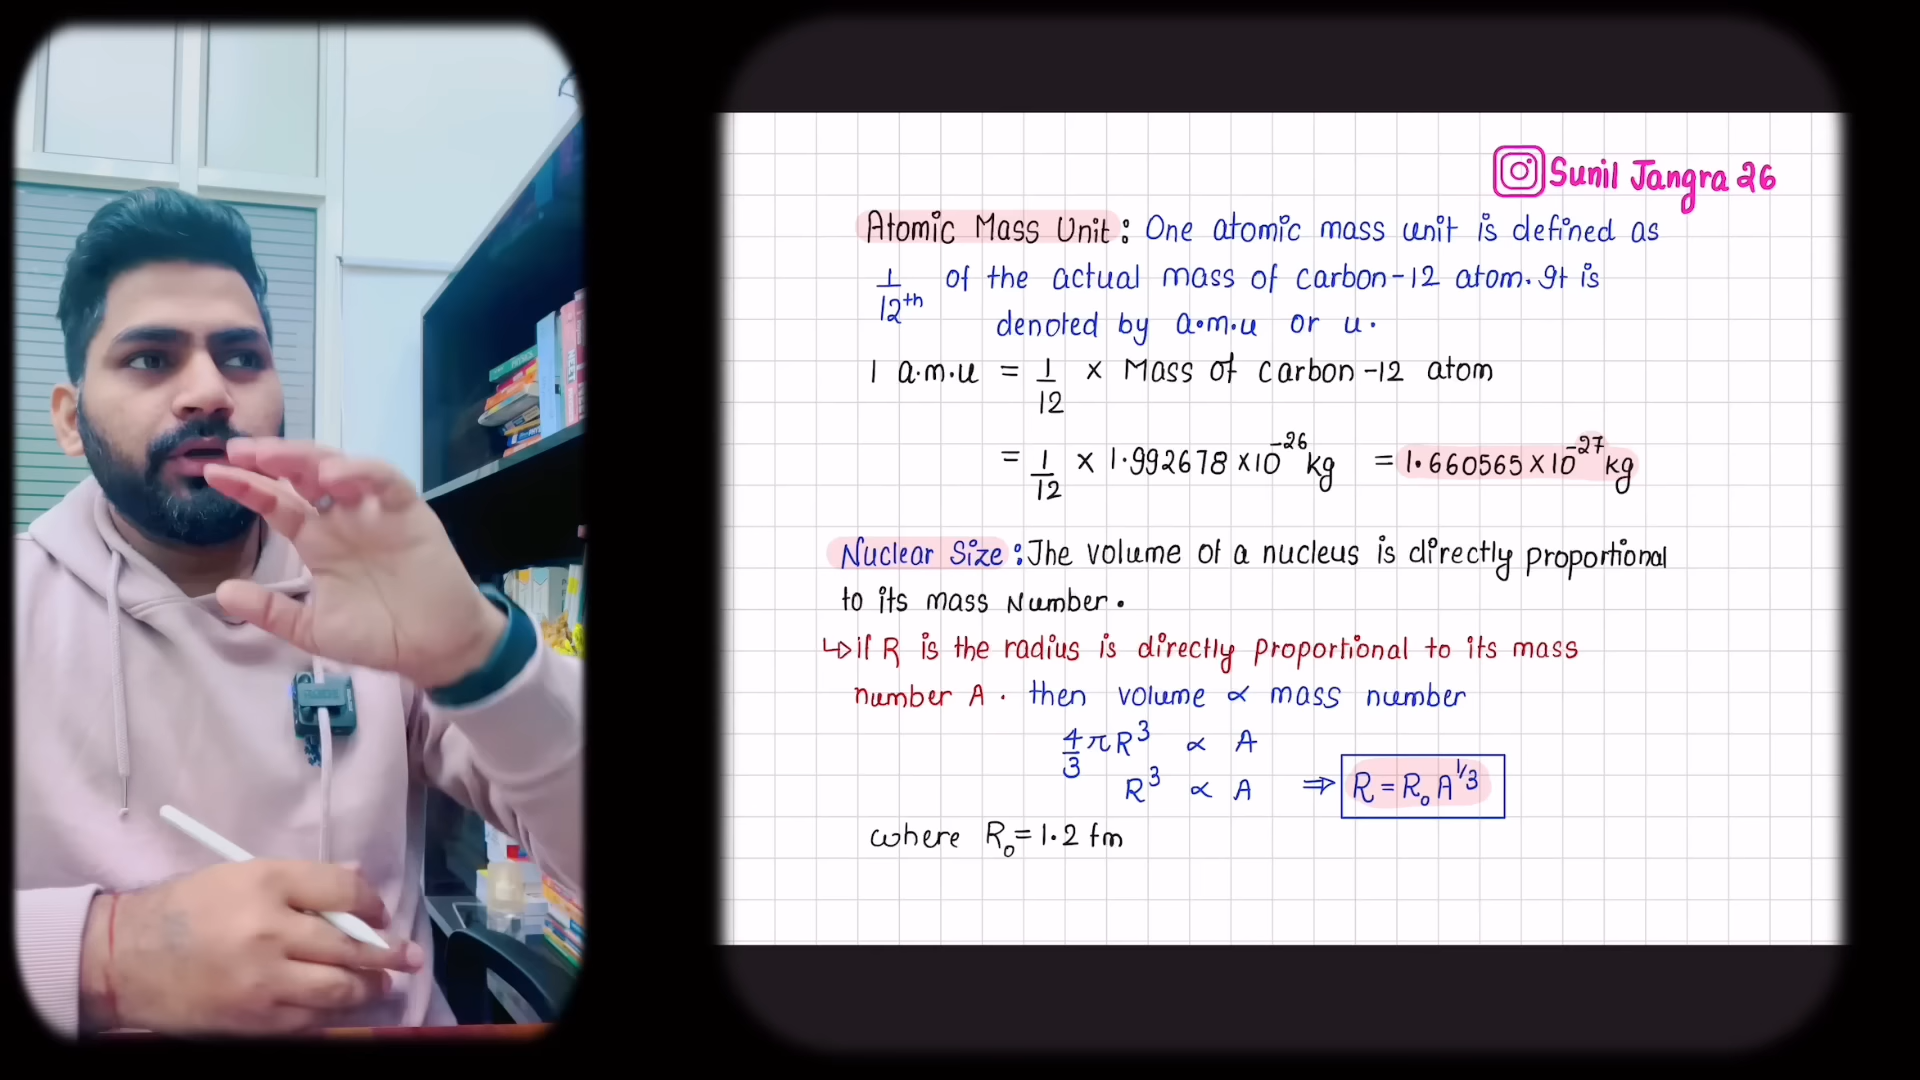 Sunil Jangra 26
Atomic Mass Unit : One atomic mass unit is defined as
1/12th of the actual mass of carbon-12 atom. It is
denoted by a.m.u or u.
1 a.m.u = 1/12 × Mass of carbon-12 atom
= 1/12 × 1.992678 ×10⁻²⁶ kg = 1.660565 ×10⁻²⁷ kg
Nuclear Size : The volume of a nucleus is directly proportional
to its mass Number.
↳ if R is the radius is directly proportional to its mass
number A. then volume ∝ mass number
4/3 πR³ ∝ A
R³ ∝ A ⇒ R = R₀ A^1/3
where R₀ = 1.2 fm